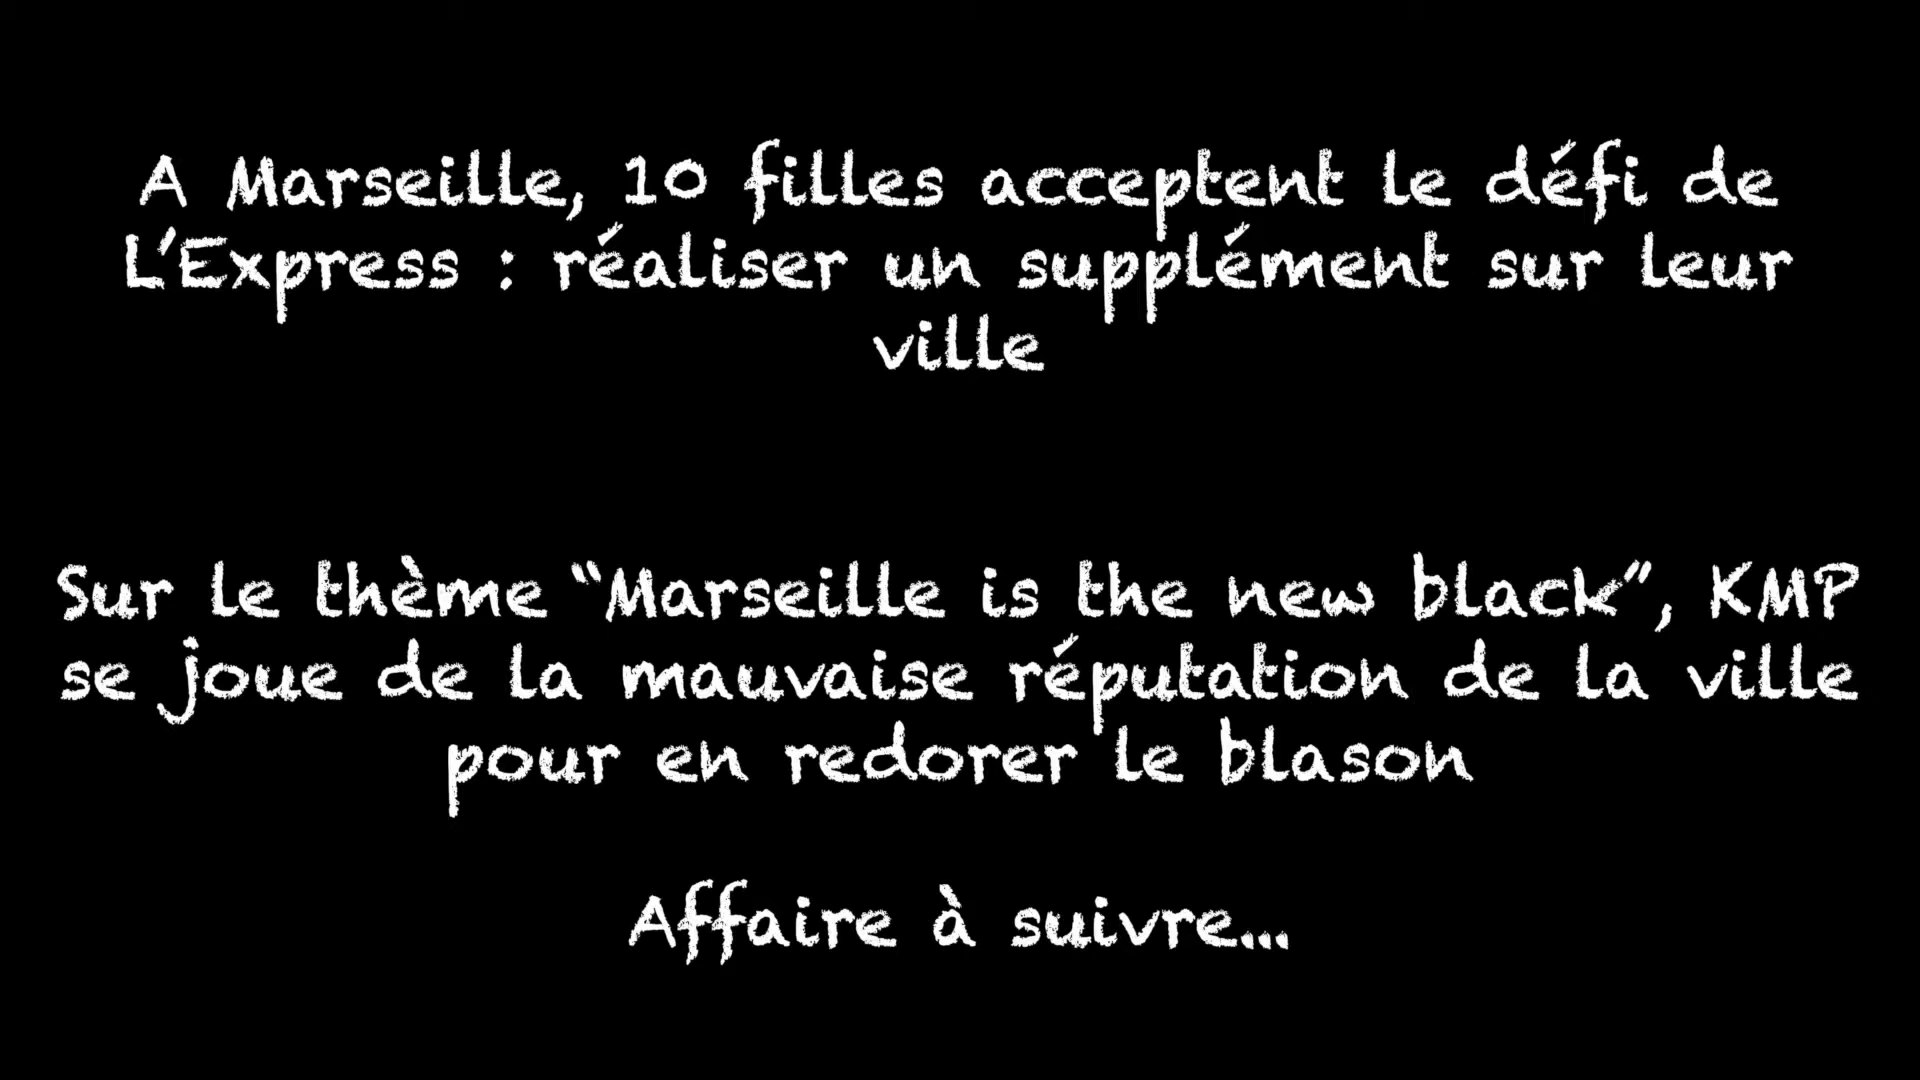 A Marseille, 10 filles acceptent le défi de
L'Express : réaliser un supplément sur leur
ville
Sur le thème “Marseille is the new black”, KMP
se joue de la mauvaise réputation de la ville
pour en redorer le blason
Affaire à suivre...